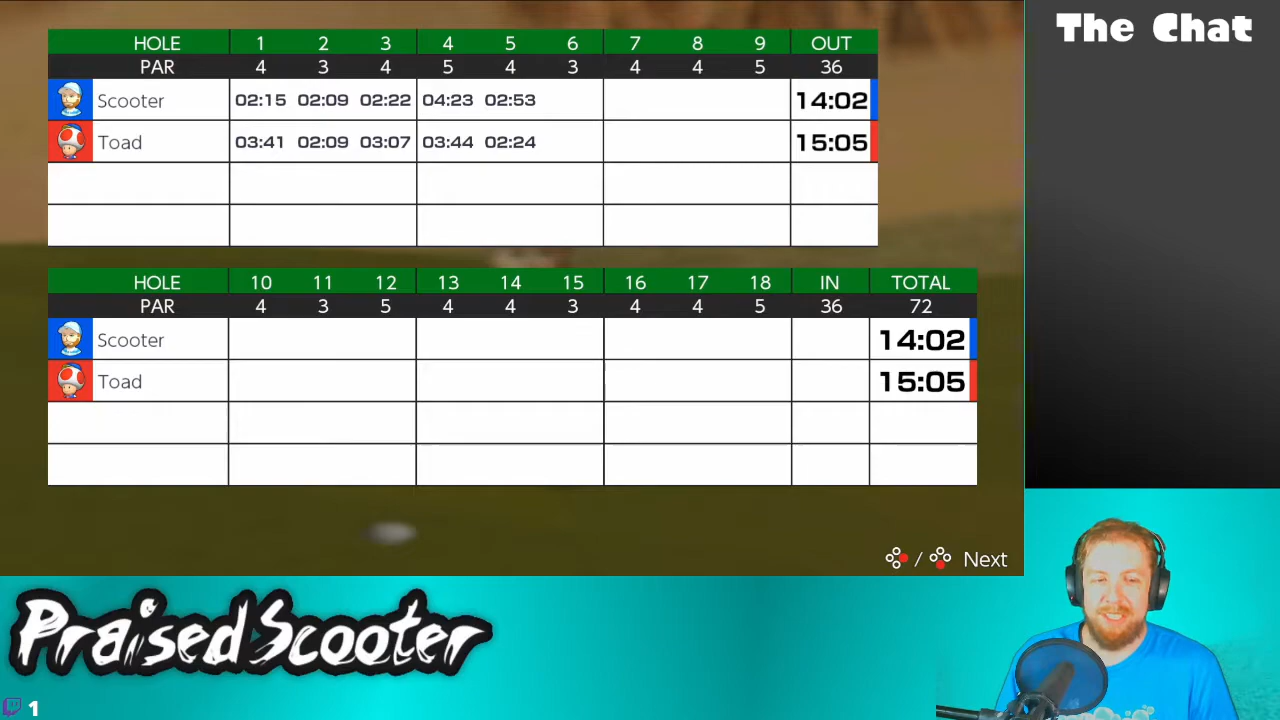 The Chat
HOLE 1 2 3 4 5 6 7 8 9 OUT
PAR 4 3 4 5 4 3 4 4 5 36
Scooter 02:15 02:09 02:22 04:23 02:53 14:02
Toad 03:41 02:09 03:07 03:44 02:24 15:05
HOLE 10 11 12 13 14 15 16 17 18 IN TOTAL
PAR 4 3 5 4 4 3 4 4 5 36 72
Scooter 14:02
Toad 15:05
/ Next
PraisedScooter
1